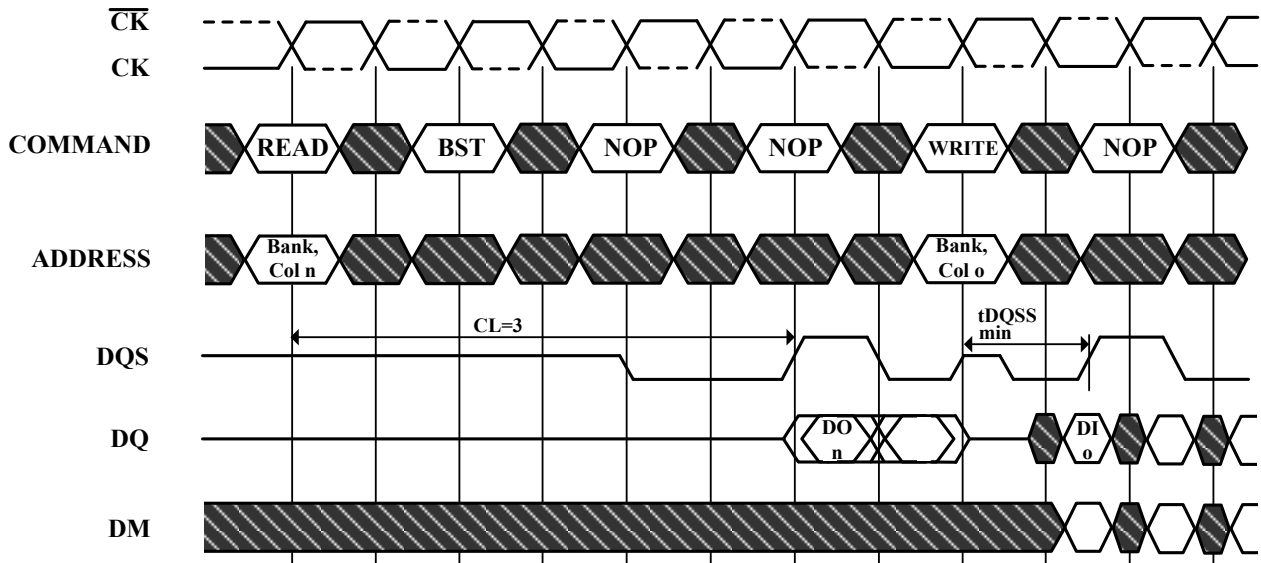 CK
CK
COMMAND
READ
BST
NOP
NOP
WRITE
NOP
ADDRESS
Bank,
Col n
Bank,
Col o
DQS
CL=3
tDQSS
min
DQ
DO
n
DI
o
DM